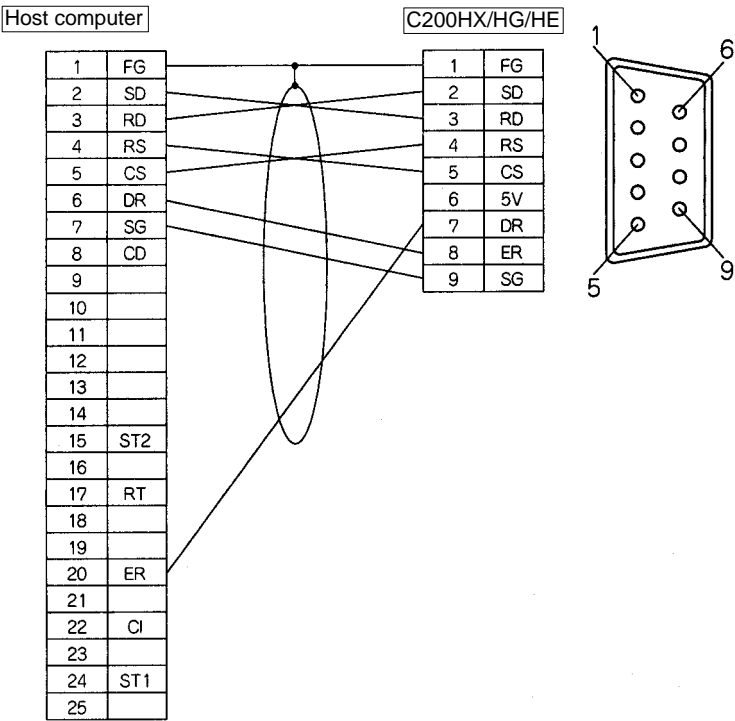 Host computer
C200HX/HG/HE
1 FG
2 SD
3 RD
4 RS
5 CS
6 DR
7 SG
8 CD
9
10
11
12
13
14
15 ST2
16
17 RT
18
19
20 ER
21
22 CI
23
24 ST1
25
1 FG
2 SD
3 RD
4 RS
5 CS
6 5V
7 DR
8 ER
9 SG
1
6
5
9